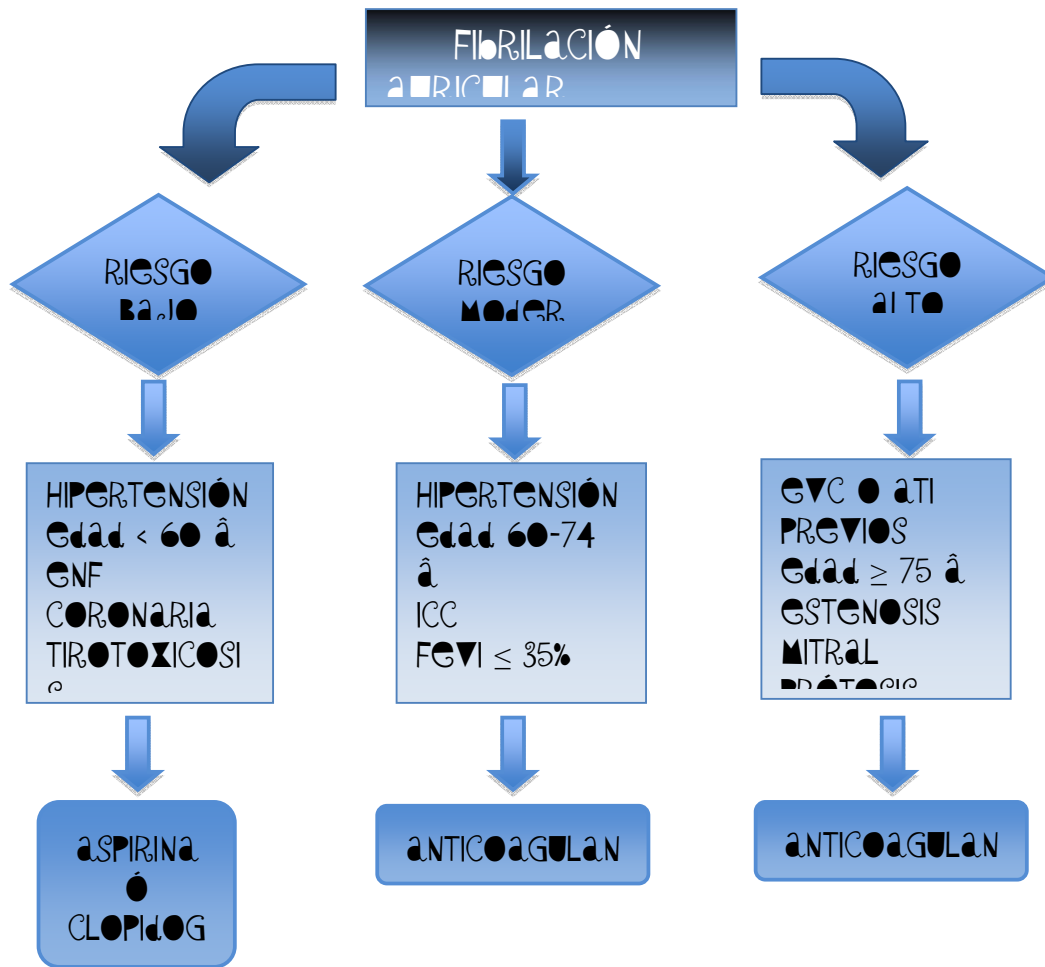 FIBRILACIÓN
AURICULAR
RIESGO
BAJO
RIESGO
MODER
RIESGO
ALTO
HIPERTENSIÓN
EDAD < 60 â
ENF
CORONARIA
TIROTOXICOSI
S
HIPERTENSIÓN
EDAD 60-74
â
ICC
FEVI ≤ 35%
EVC O ATI
PREVIOS
EDAD ≥ 75 â
ESTENOSIS
MITRAL
PRÓTESIS
ASPIRINA
Ó
CLOPIDOG
ANTICOAGULAN
ANTICOAGULAN